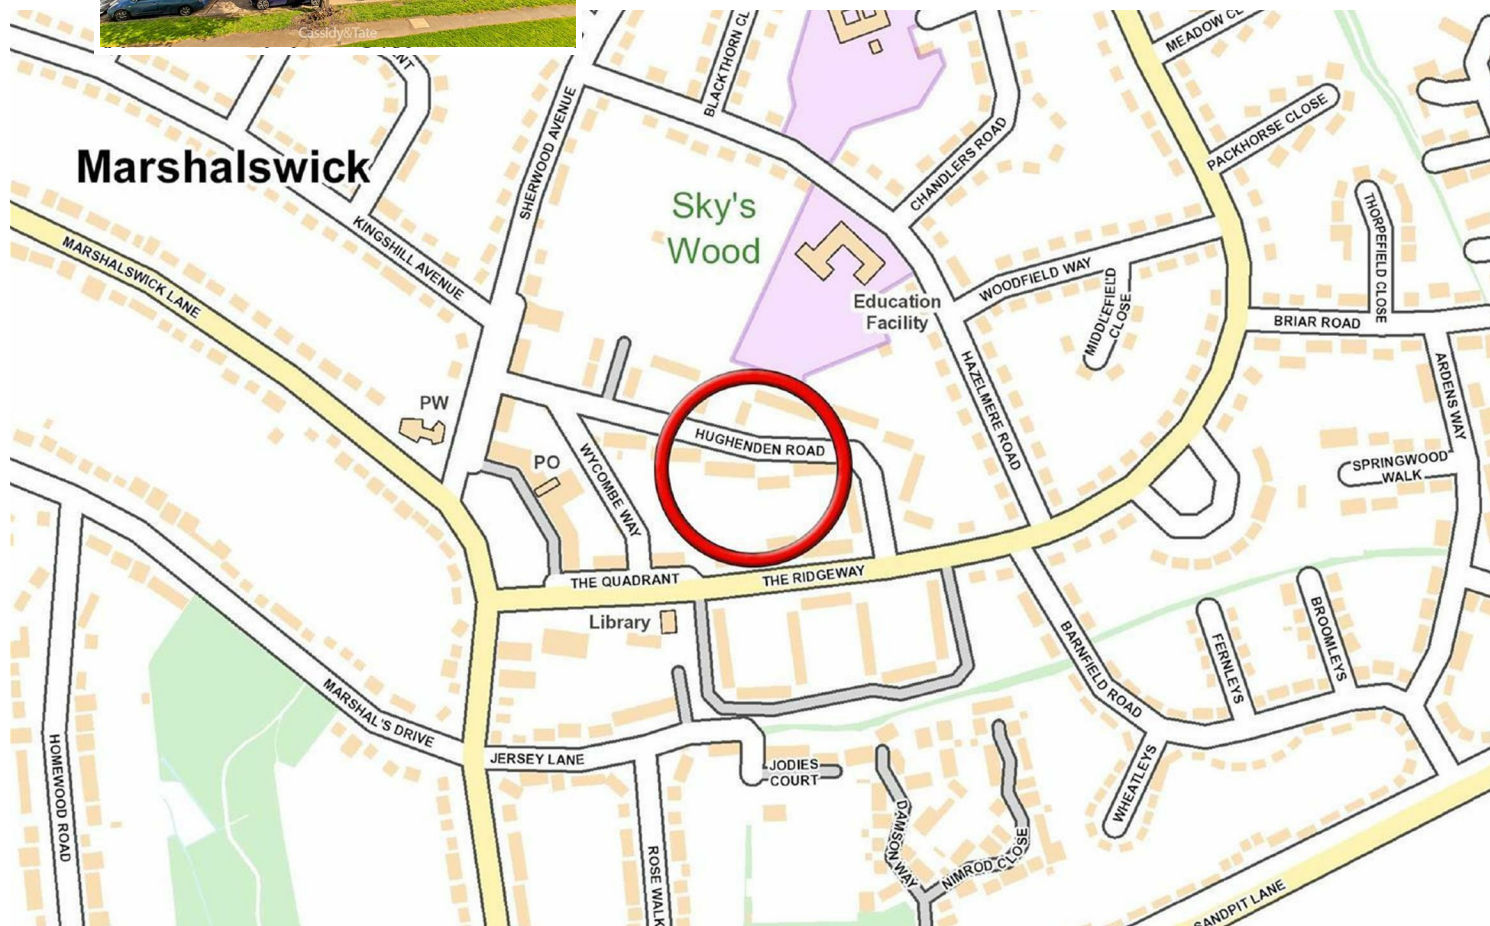 Cassidy&Tate
NT
BLACKTHORN CL
MEADOW CL
SHERWOOD AVENUE
CHANDLERS ROAD
PACKHORSE CLOSE
Marshalswick
Sky's
Wood
THORPEFIELD CLOSE
KINGSHILL AVENUE
MARSHALSWICK LANE
WOODFIELD WAY
MIDDLEFIELD
CLOSE
Education
Facility
BRIAR ROAD
HAZELMERE ROAD
ARDENS WAY
PW
HUGHENDEN ROAD
PO
WYCOMBE WAY
SPRINGWOOD
WALK
THE QUADRANT
THE RIDGEWAY
Library
BARNFIELD ROAD
FERNLEYS
BROOMLEYS
MARSHAL'S DRIVE
HOMEWOOD ROAD
JERSEY LANE
JODIES
COURT
WHEATLEYS
DAMSON WAY
NIMROD CLOSE
ROSE WALK
SANDPIT LANE